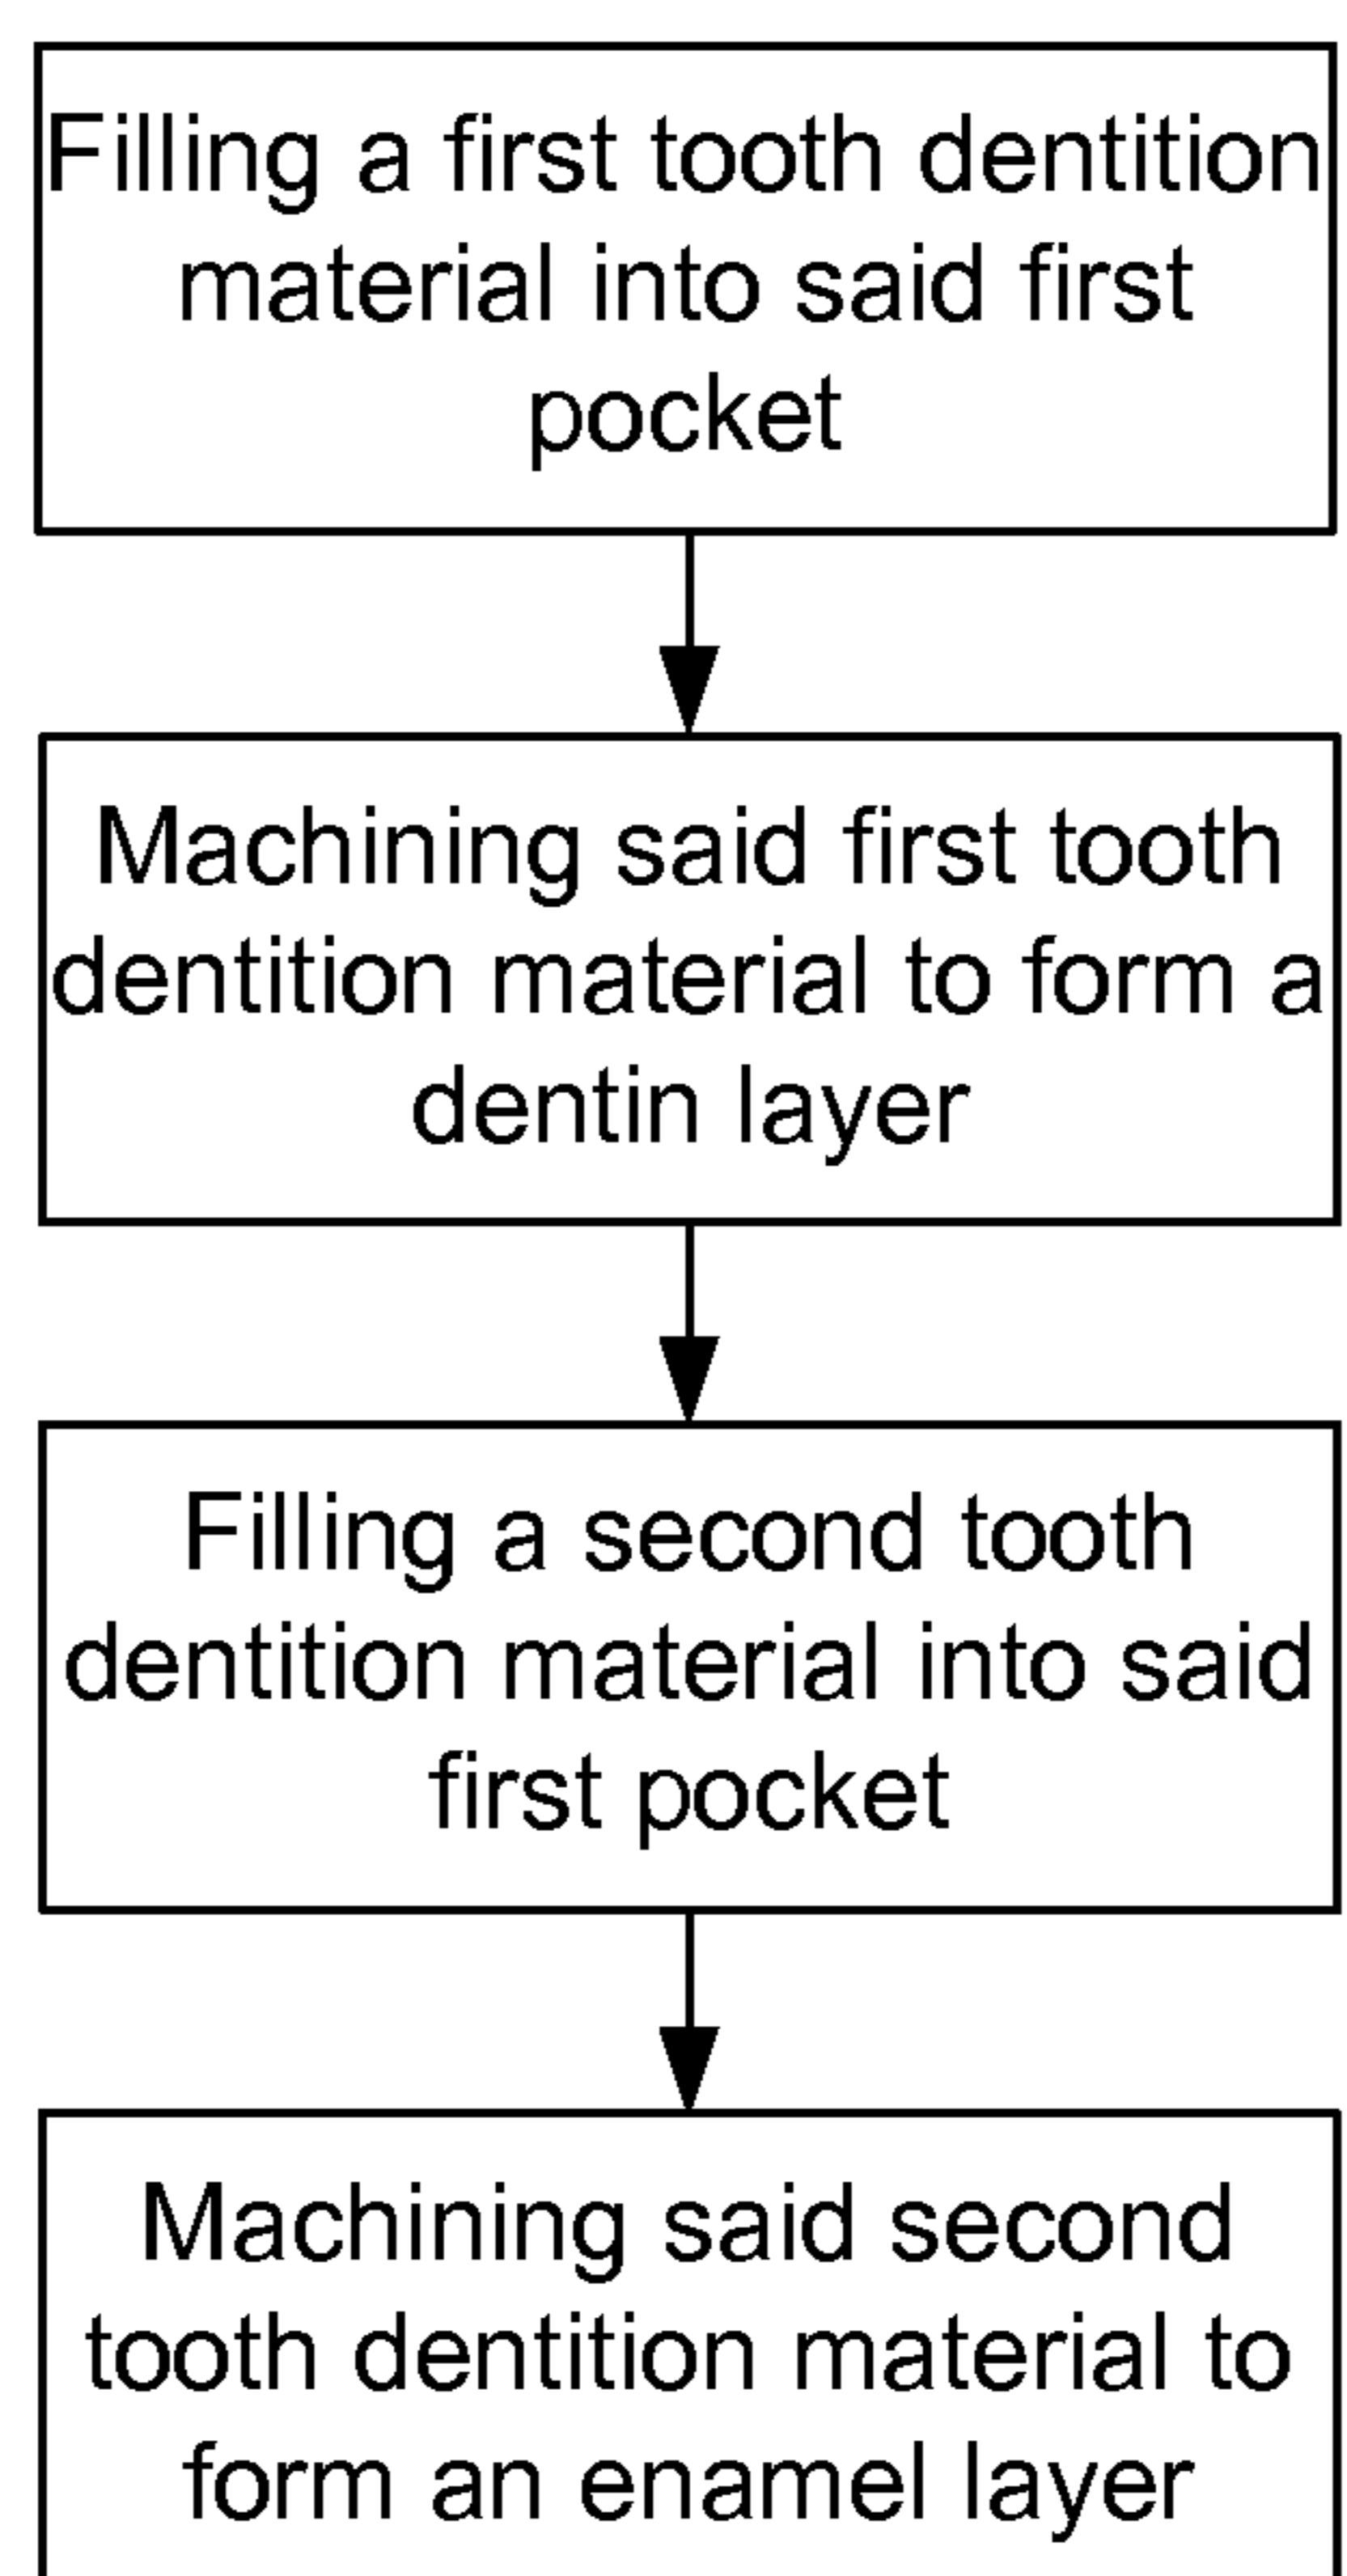 Filling a first tooth dentition
material into said first
pocket
Machining said first tooth
dentition material to form a
dentin layer
Filling a second tooth
dentition material into said
first pocket
Machining said second
tooth dentition material to
form an enamel layer